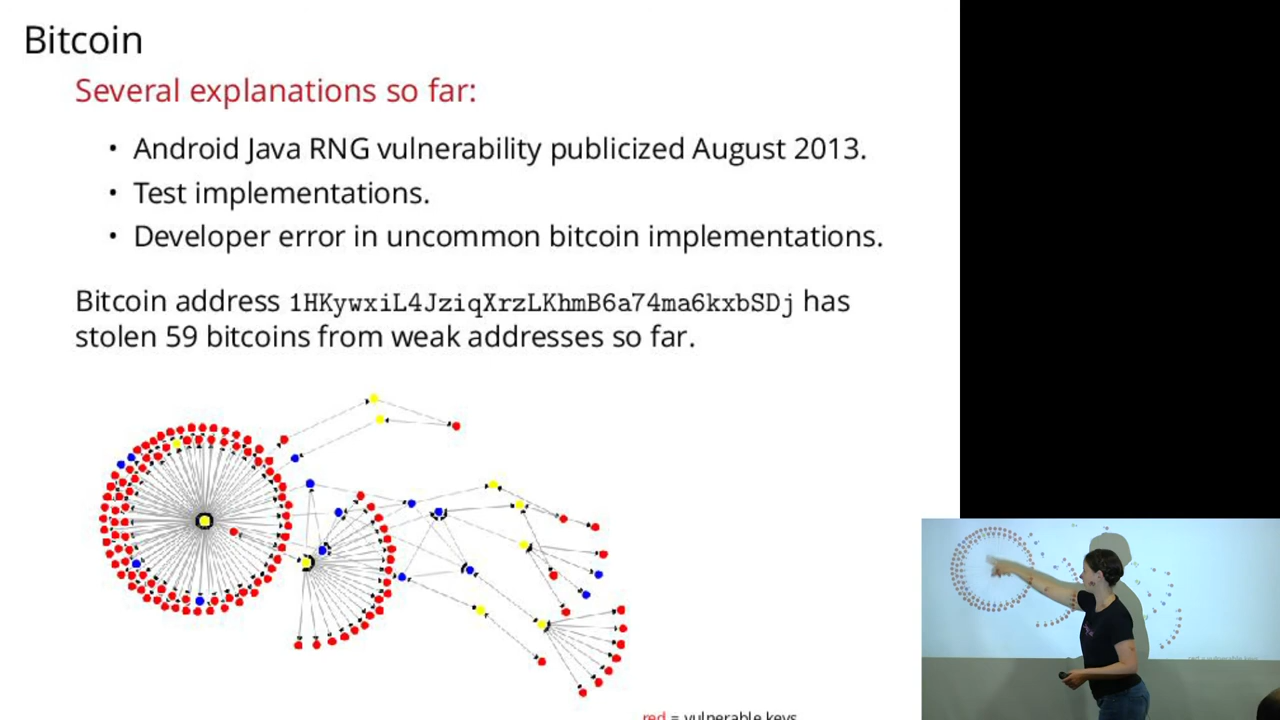 Bitcoin
Several explanations so far:
• Android Java RNG vulnerability publicized August 2013.
• Test implementations.
• Developer error in uncommon bitcoin implementations.
Bitcoin address 1HKywxiL4JziqXrzLKhmB6a74ma6kxbSDj has
stolen 59 bitcoins from weak addresses so far.
red = vulnerable keys